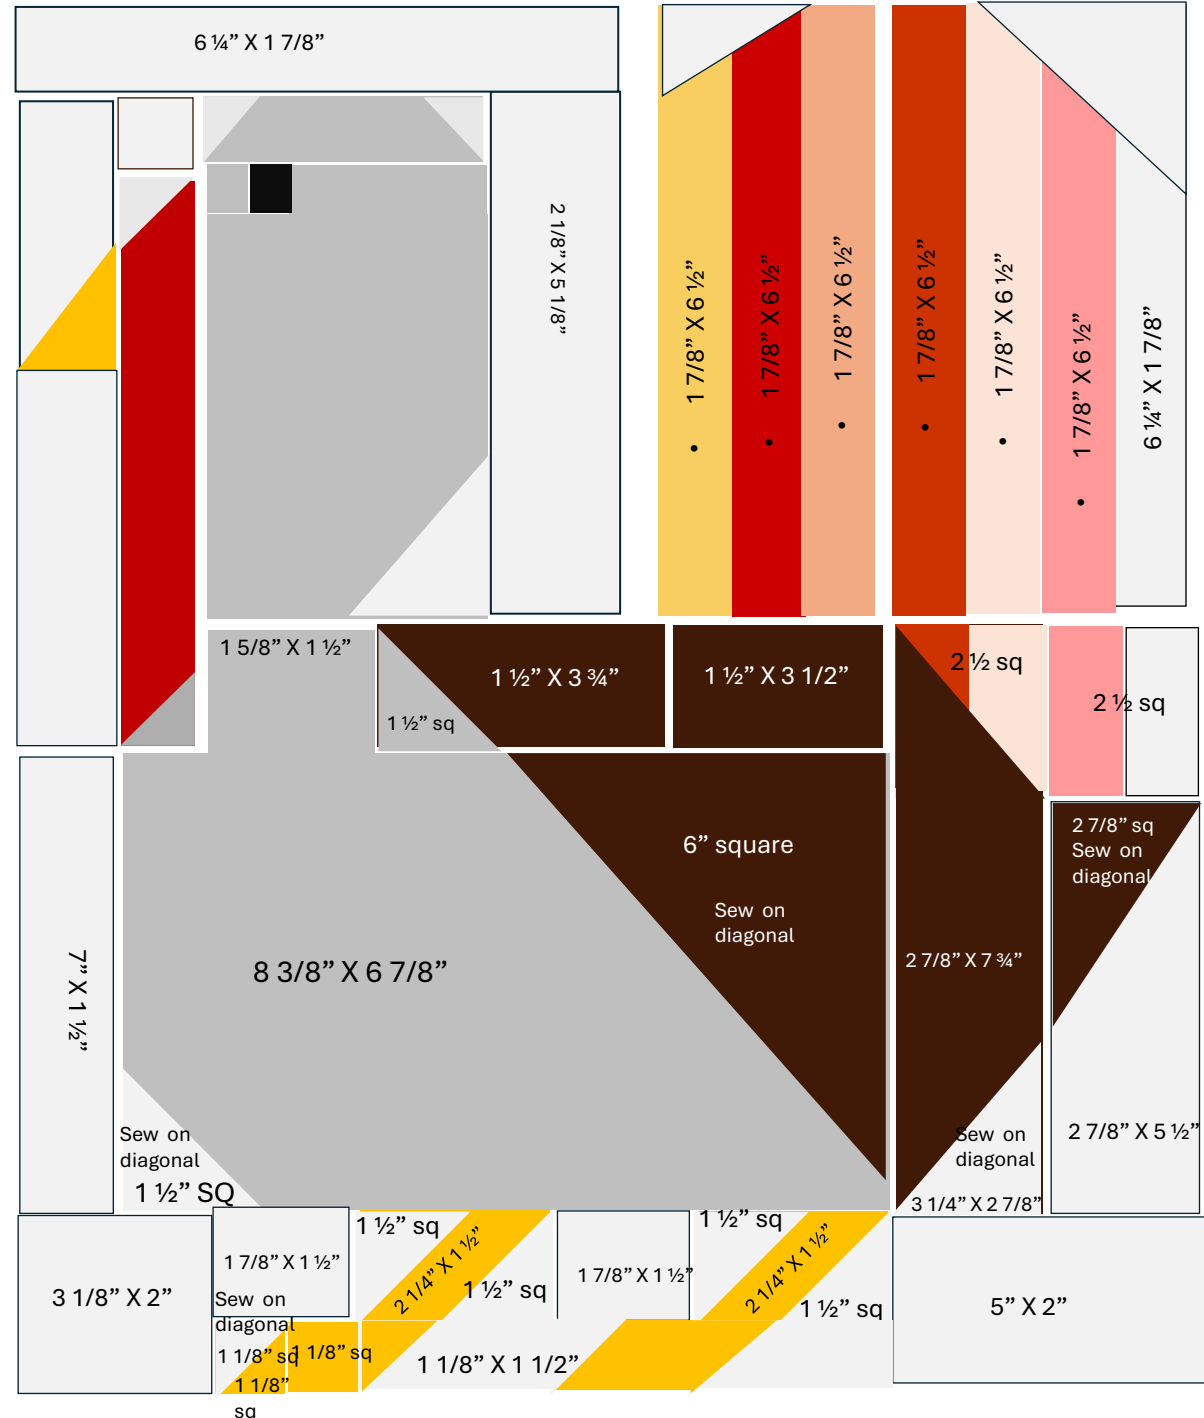 6 ¼” X 1 7/8”
2 1/8” X 5 1/8”
• 1 7/8” X 6 ½”
• 1 7/8” X 6 ½”
• 1 7/8” X 6 ½”
• 1 7/8” X 6 ½”
• 1 7/8” X 6 ½”
• 1 7/8” X 6 ½”
6 ¼” X 1 7/8”
1 5/8” X 1 ½”
1 ½” sq
1 ½” X 3 ¾”
1 ½” X 3 1/2”
2 ½ sq
2 ½ sq
6” square
Sew on
diagonal
2 7/8” sq
Sew on
diagonal
7” X 1 ½”
8 3/8” X 6 7/8”
2 7/8” X 7 ¾”
Sew on
diagonal
1 ½” SQ
Sew on
diagonal
3 1/4” X 2 7/8”
2 7/8” X 5 ½”
3 1/8” X 2”
1 7/8” X 1 ½”
Sew on
diagonal
1 1/8” sq
1 1/8”
sq
1 1/8” sq
1 ½” sq
2 1/4” X 1 ½”
1 ½” sq
1 1/8” X 1 1/2”
1 7/8” X 1 ½”
1 ½” sq
2 1/4” X 1 ½”
1 ½” sq
5” X 2”